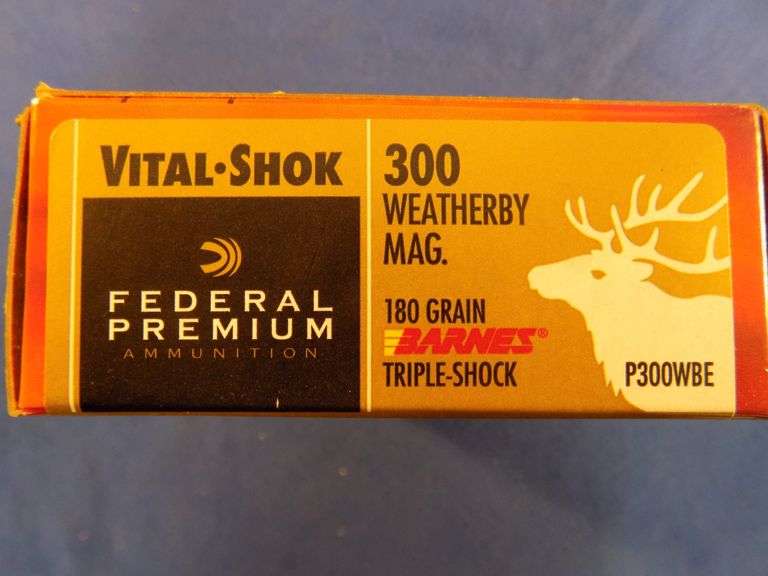 VITAL•SHOK
FEDERAL
PREMIUM
AMMUNITION
300
WEATHERBY
MAG.
180 GRAIN
BARNES®
TRIPLE-SHOCK
P300WBE